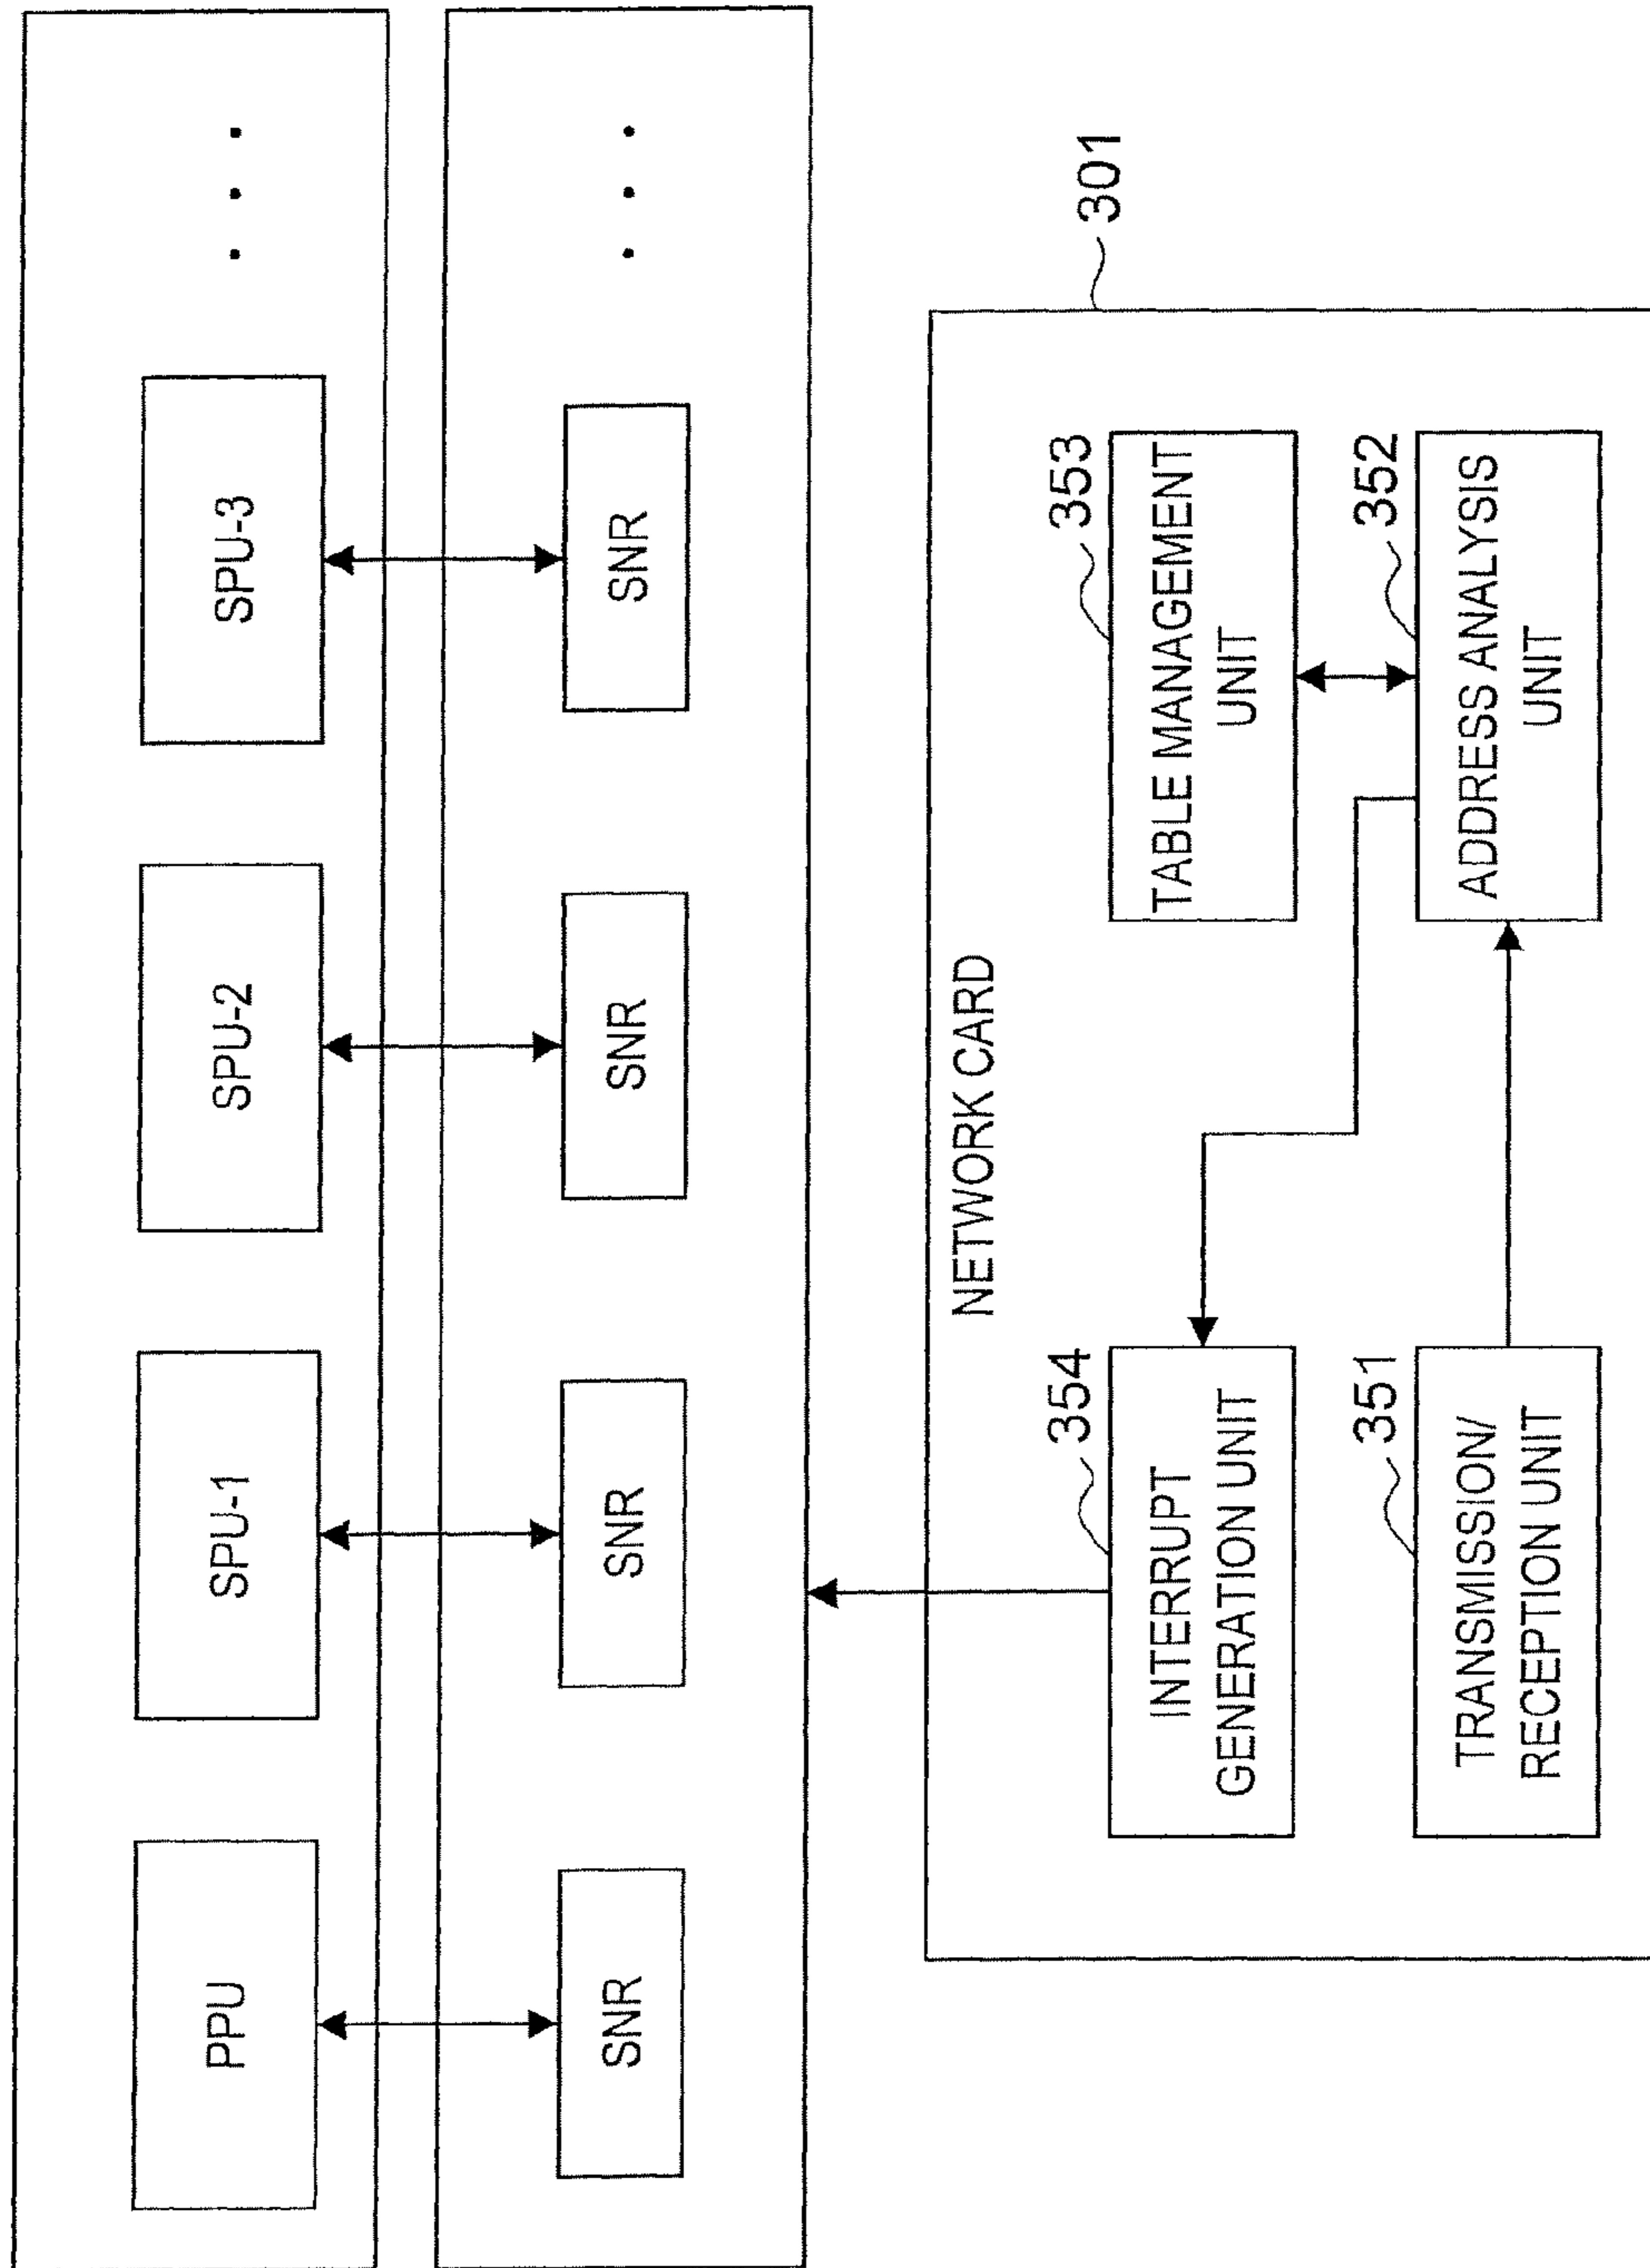 PPU
SPU-1
SPU-2
SPU-3
. . .
SNR
SNR
SNR
SNR
. . .
NETWORK CARD
301
354
INTERRUPT
GENERATION UNIT
353
TABLE MANAGEMENT
UNIT
351
TRANSMISSION/
RECEPTION UNIT
352
ADDRESS ANALYSIS
UNIT